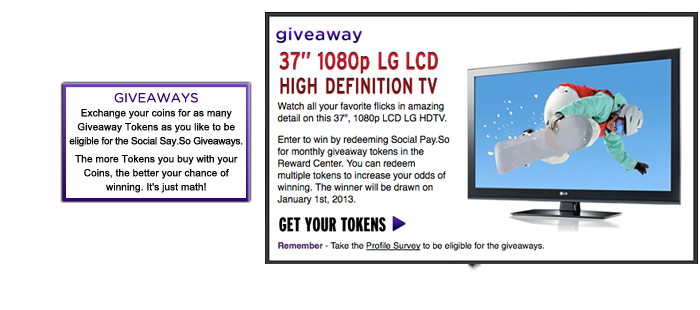 GIVEAWAYS
Exchange your coins for as many
Giveaway Tokens as you like to be
eligible for the Social Say.So Giveaways.
The more Tokens you buy with your
Coins, the better your chance of
winning. It's just math!
giveaway
37" 1080p LG LCD
HIGH DEFINITION TV
Watch all your favorite flicks in amazing
detail on this 37", 1080p LCD LG HDTV.
Enter to win by redeeming Social Pay.So
for monthly giveaway tokens in the
Reward Center. You can redeem
multiple tokens to increase your odds of
winning. The winner will be drawn on
January 1st, 2013.
GET YOUR TOKENS
Remember - Take the Profile Survey to be eligible for the giveaways.
LG